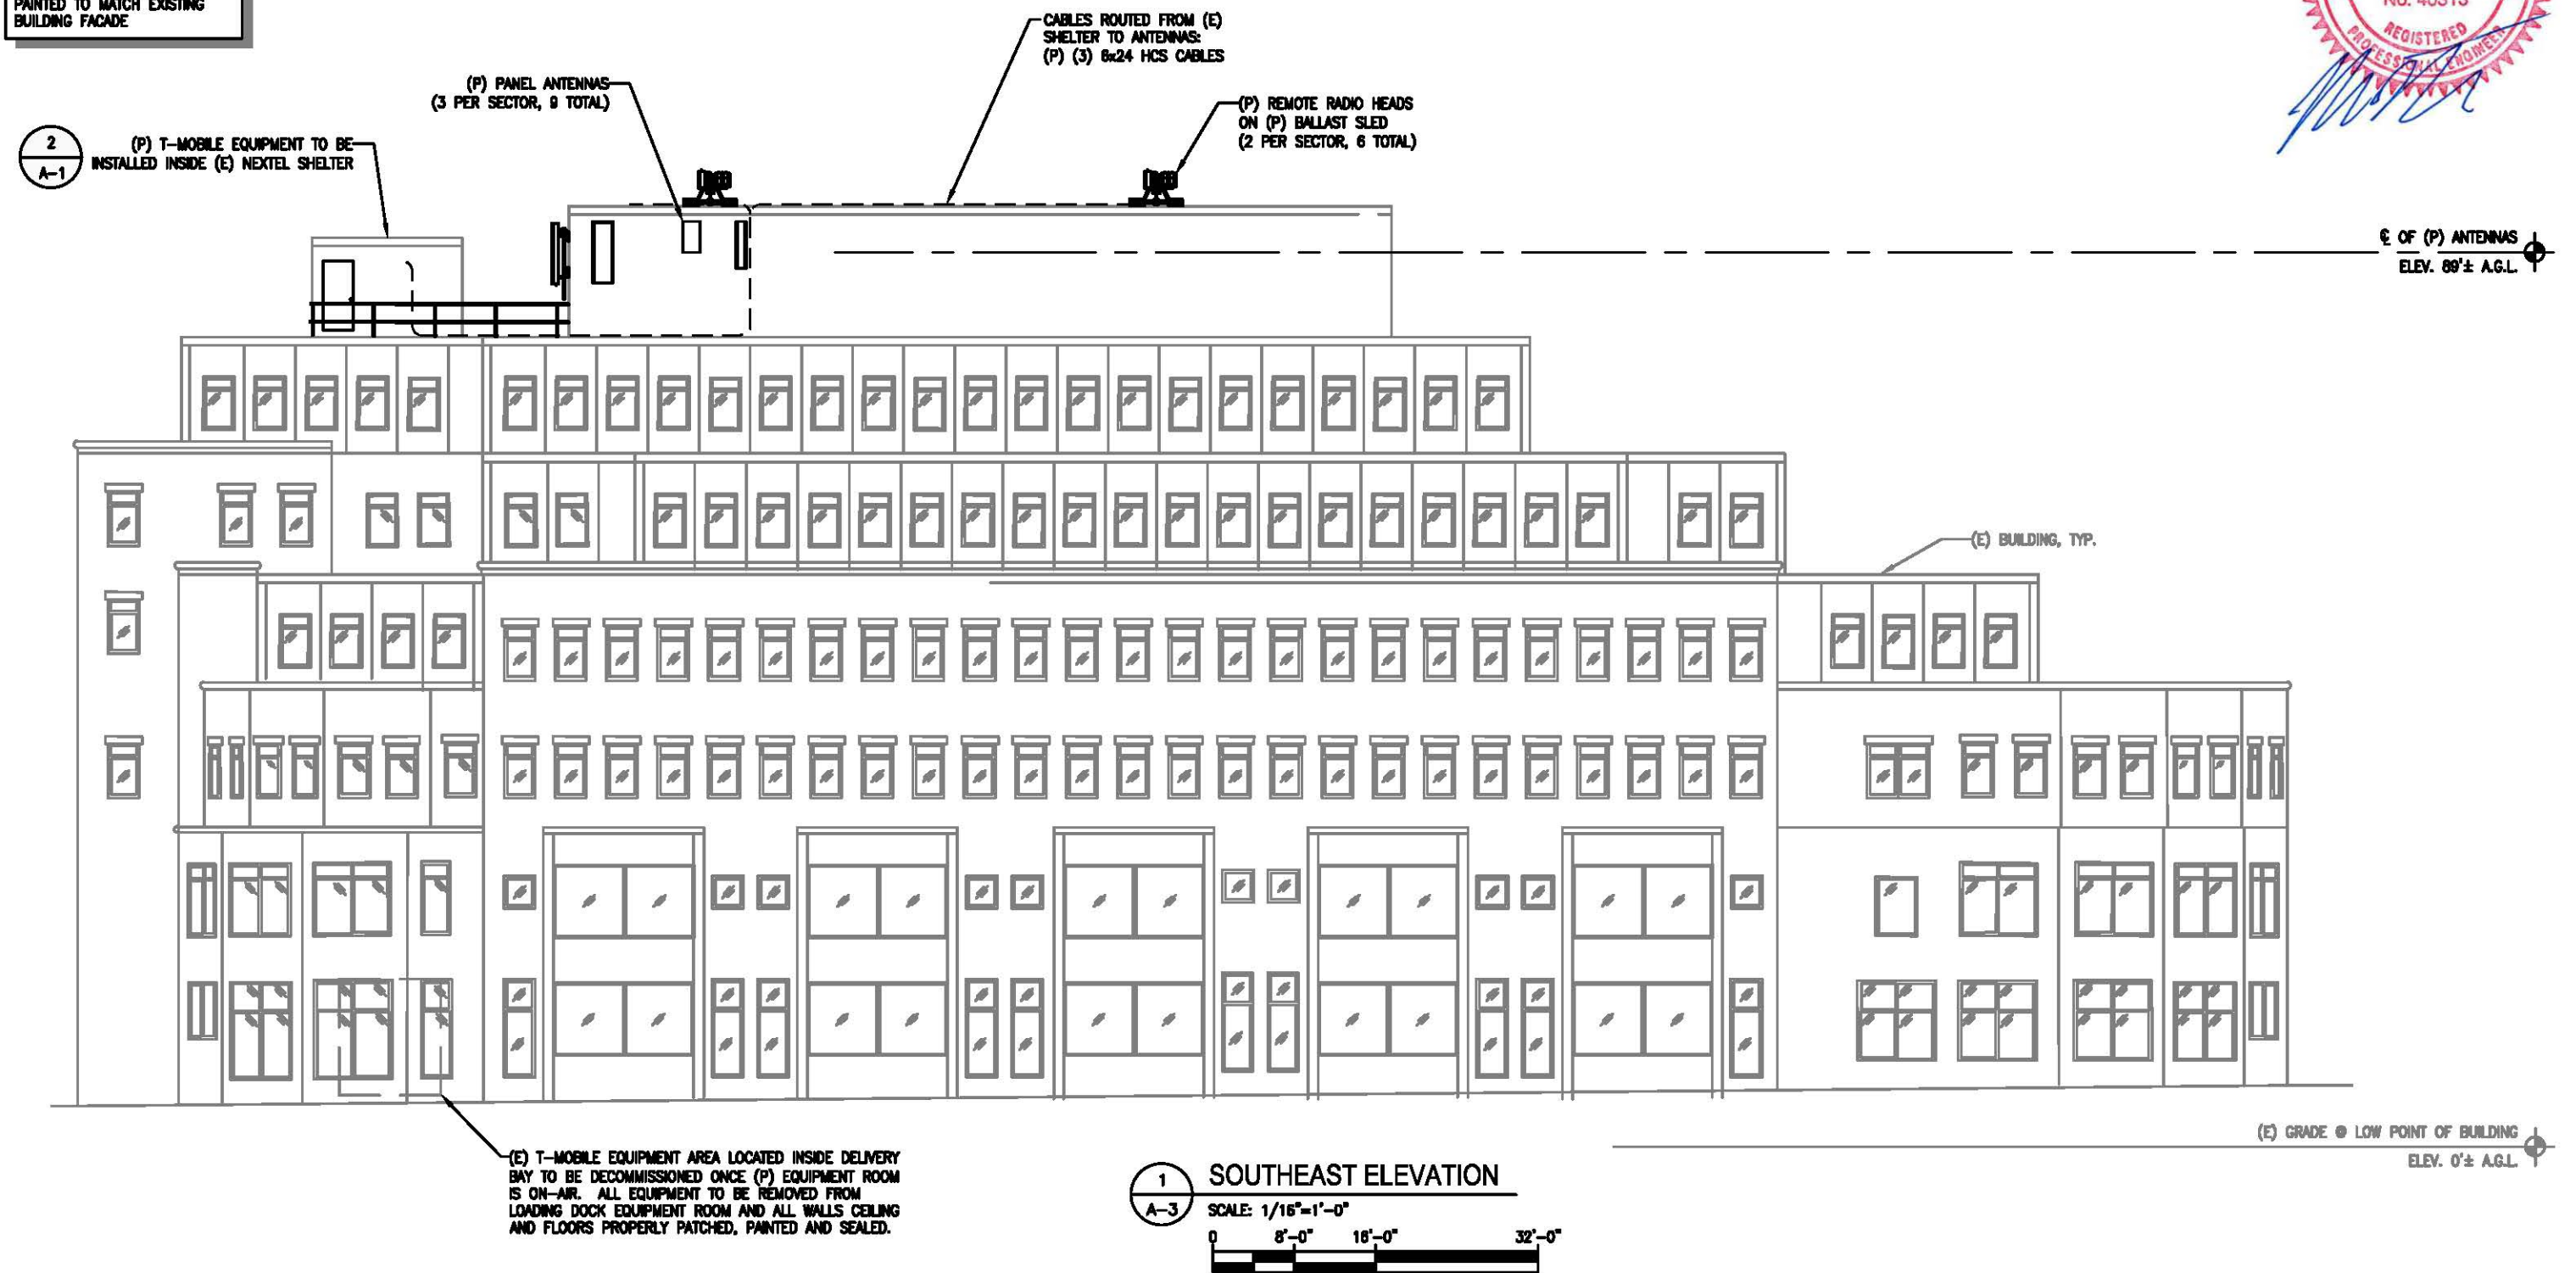 PAINTED TO MATCH EXISTING
BUILDING FACADE
CABLES ROUTED FROM (E)
SHELTER TO ANTENNAS:
(P) (3) 6x24 HCS CABLES
(P) PANEL ANTENNAS
(3 PER SECTOR, 9 TOTAL)
(P) REMOTE RADIO HEADS
ON (P) BALLAST SLED
(2 PER SECTOR, 6 TOTAL)
2
A-1
(P) T-MOBILE EQUIPMENT TO BE
INSTALLED INSIDE (E) NEXTEL SHELTER
REGISTERED
PROFESSIONAL ENGINEER
℄ OF (P) ANTENNAS
ELEV. 89'± A.G.L.
(E) BUILDING, TYP.
(E) GRADE @ LOW POINT OF BUILDING
ELEV. 0'± A.G.L.
(E) T-MOBILE EQUIPMENT AREA LOCATED INSIDE DELIVERY
BAY TO BE DECOMMISSIONED ONCE (P) EQUIPMENT ROOM
IS ON-AIR. ALL EQUIPMENT TO BE REMOVED FROM
LOADING DOCK EQUIPMENT ROOM AND ALL WALLS CEILING
AND FLOORS PROPERLY PATCHED, PAINTED AND SEALED.
1
A-3
SOUTHEAST ELEVATION
SCALE: 1/16"=1'-0"
0 8'-0" 16'-0" 32'-0"